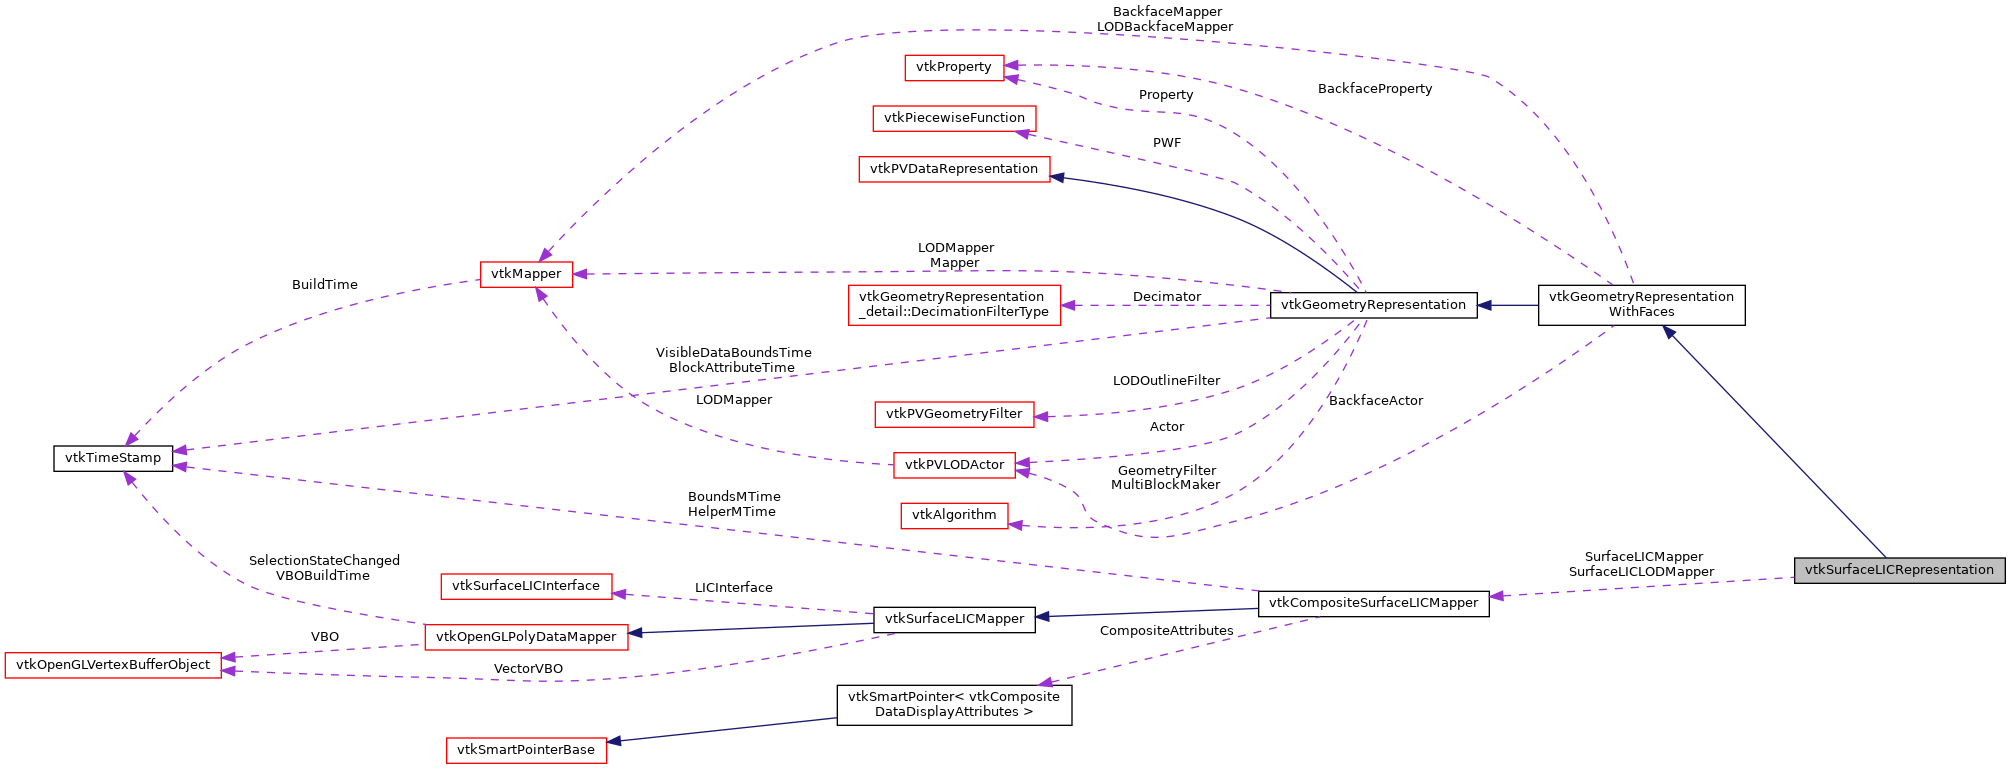 BackfaceMapper
LODBackfaceMapper
vtkProperty
BackfaceProperty
Property
vtkPiecewiseFunction
PWF
vtkPVDataRepresentation
LODMapper
Mapper
vtkMapper
BuildTime
vtkGeometryRepresentation
_detail::DecimationFilterType
Decimator
vtkGeometryRepresentation
vtkGeometryRepresentation
WithFaces
VisibleDataBoundsTime
BlockAttributeTime
LODMapper
LODOutlineFilter
BackfaceActor
vtkPVGeometryFilter
Actor
vtkTimeStamp
vtkPVLODActor
GeometryFilter
MultiBlockMaker
BoundsMTime
HelperMTime
vtkAlgorithm
SelectionStateChanged
VBOBuildTime
SurfaceLICMapper
SurfaceLICLODMapper
vtkSurfaceLICRepresentation
vtkSurfaceLICInterface
LICInterface
vtkCompositeSurfaceLICMapper
vtkSurfaceLICMapper
vtkOpenGLPolyDataMapper
VBO
CompositeAttributes
vtkOpenGLVertexBufferObject
VectorVBO
vtkSmartPointer< vtkComposite
DataDisplayAttributes >
vtkSmartPointerBase